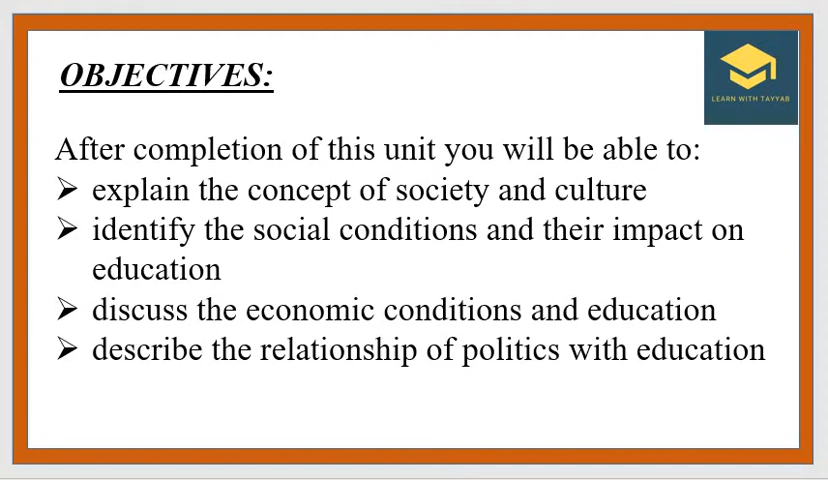 OBJECTIVES:
LEARN WITH TAYYAB
After completion of this unit you will be able to:
➢ explain the concept of society and culture
➢ identify the social conditions and their impact on
education
➢ discuss the economic conditions and education
➢ describe the relationship of politics with education